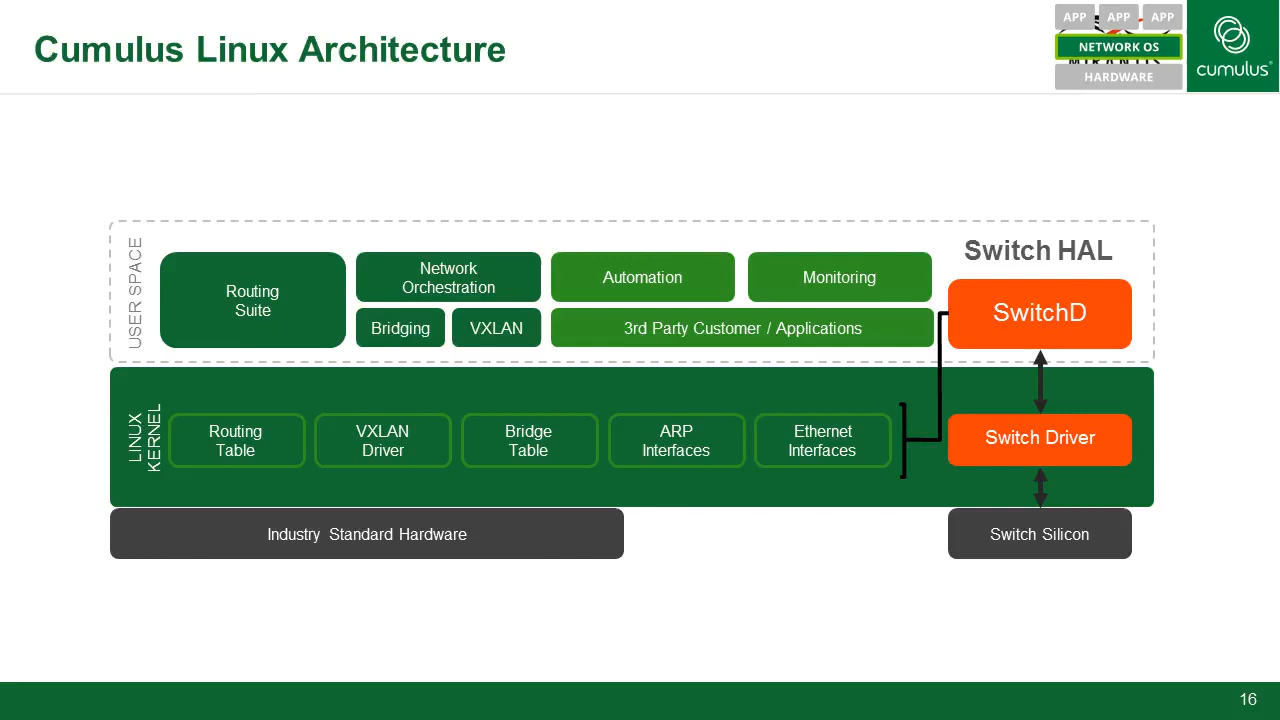 Cumulus Linux Architecture
APP APP APP
NETWORK OS
MIRANTIS
HARDWARE
cumulus®
USER SPACE
Routing
Suite
Network
Orchestration
Automation
Monitoring
Switch HAL
SwitchD
Bridging
VXLAN
3rd Party Customer / Applications
LINUX
KERNEL
Routing
Table
VXLAN
Driver
Bridge
Table
ARP
Interfaces
Ethernet
Interfaces
Switch Driver
Industry Standard Hardware
Switch Silicon
16